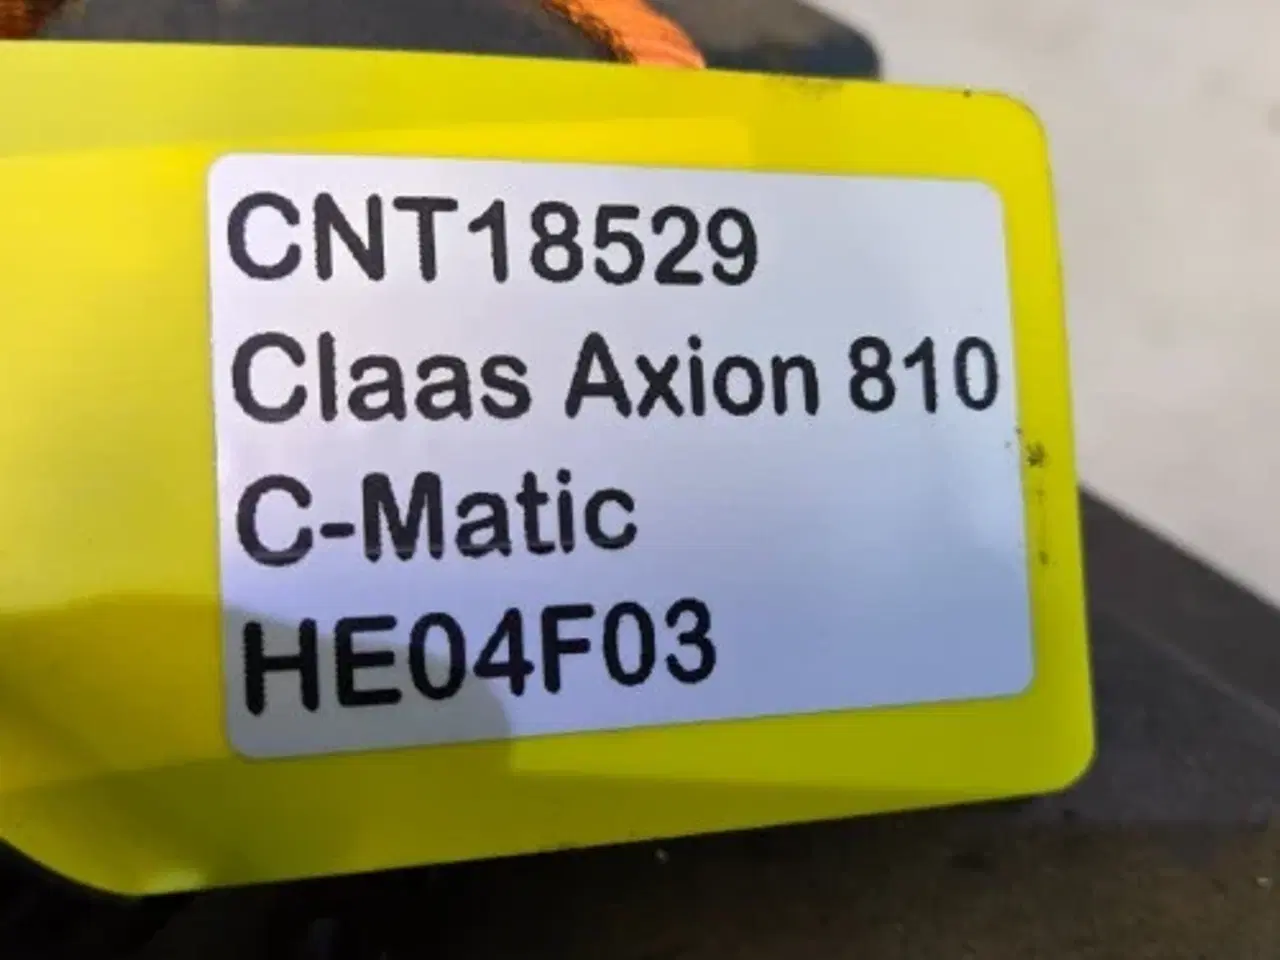 CNT18529
Claas Axion 810
C-Matic
HE04F03